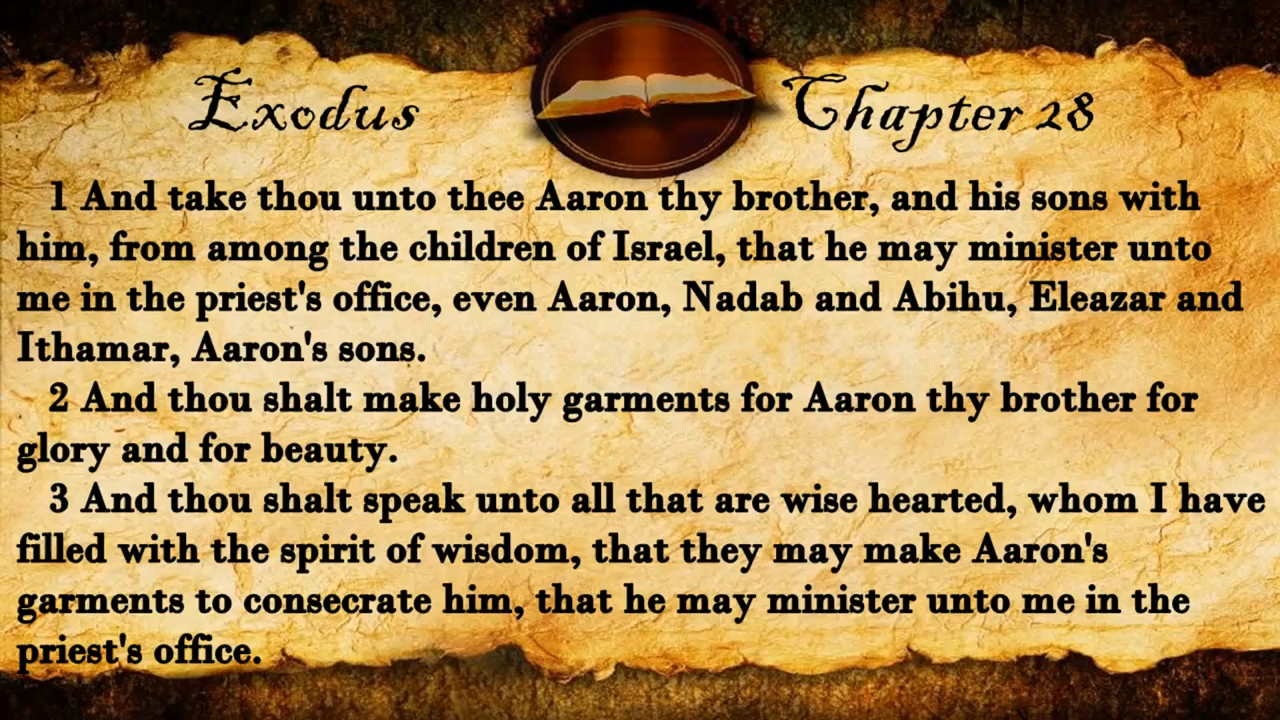 Exodus Chapter 28
1 And take thou unto thee Aaron thy brother, and his sons with
him, from among the children of Israel, that he may minister unto
me in the priest's office, even Aaron, Nadab and Abihu, Eleazar and
Ithamar, Aaron's sons.
2 And thou shalt make holy garments for Aaron thy brother for
glory and for beauty.
3 And thou shalt speak unto all that are wise hearted, whom I have
filled with the spirit of wisdom, that they may make Aaron's
garments to consecrate him, that he may minister unto me in the
priest's office.